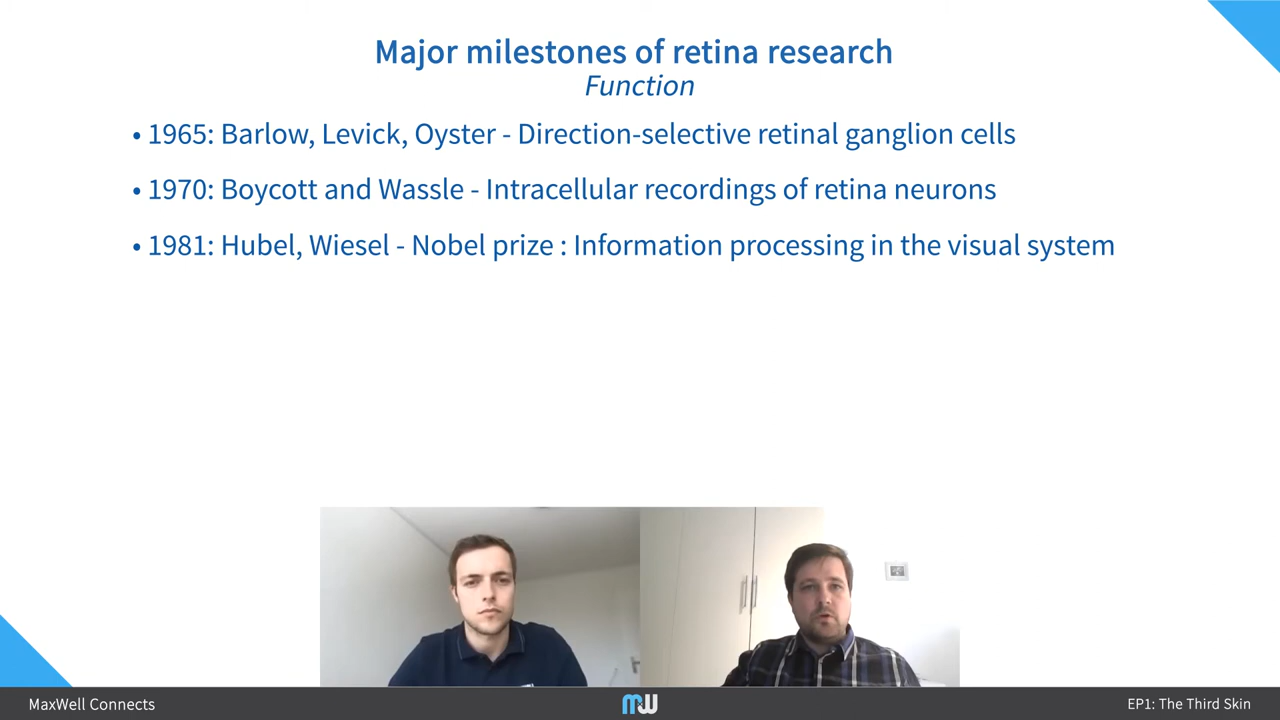 Major milestones of retina research
Function
• 1965: Barlow, Levick, Oyster - Direction-selective retinal ganglion cells
• 1970: Boycott and Wassle - Intracellular recordings of retina neurons
• 1981: Hubel, Wiesel - Nobel prize : Information processing in the visual system
MaxWell Connects
mw
EP1: The Third Skin